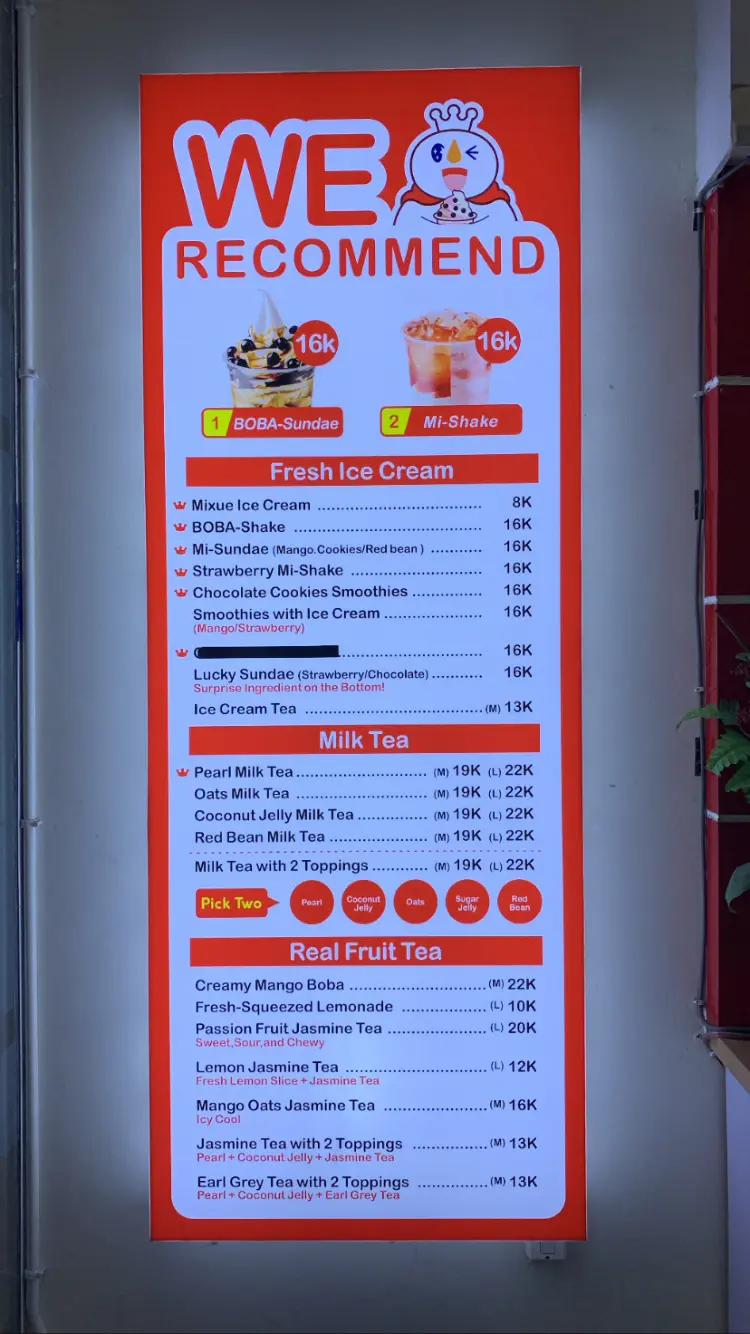 WE
RECOMMEND
16k
16k
1 BOBA-Sundae
2 Mi-Shake
Fresh Ice Cream
Mixue Ice Cream ................................ 8K
BOBA-Shake ................................ 16K
Mi-Sundae (Mango.Cookies/Red bean ) ........... 16K
Strawberry Mi-Shake ........................... 16K
Chocolate Cookies Smoothies .............. 16K
Smoothies with Ice Cream .................... 16K
(Mango/Strawberry)
............................. 16K
Lucky Sundae (Strawberry/Chocolate) ........... 16K
Surprise Ingredient on the Bottom!
Ice Cream Tea ................................ (M) 13K
Milk Tea
Pearl Milk Tea ............................ (M) 19K (L) 22K
Oats Milk Tea ............................ (M) 19K (L) 22K
Coconut Jelly Milk Tea ............... (M) 19K (L) 22K
Red Bean Milk Tea ..................... (M) 19K (L) 22K
Milk Tea with 2 Toppings ............ (M) 19K (L) 22K
Pick Two
Pearl
Coconut
Jelly
Oats
Sugar
Jelly
Red
Bean
Real Fruit Tea
Creamy Mango Boba ............................. (M) 22K
Fresh-Squeezed Lemonade .................. (L) 10K
Passion Fruit Jasmine Tea ..................... (L) 20K
Sweet,Sour,and Chewy
Lemon Jasmine Tea .............................. (L) 12K
Fresh Lemon Slice + Jasmine Tea
Mango Oats Jasmine Tea ...................... (M) 16K
Icy Cool
Jasmine Tea with 2 Toppings ................ (M) 13K
Pearl + Coconut Jelly + Jasmine Tea
Earl Grey Tea with 2 Toppings ............... (M) 13K
Pearl + Coconut Jelly + Earl Grey Tea